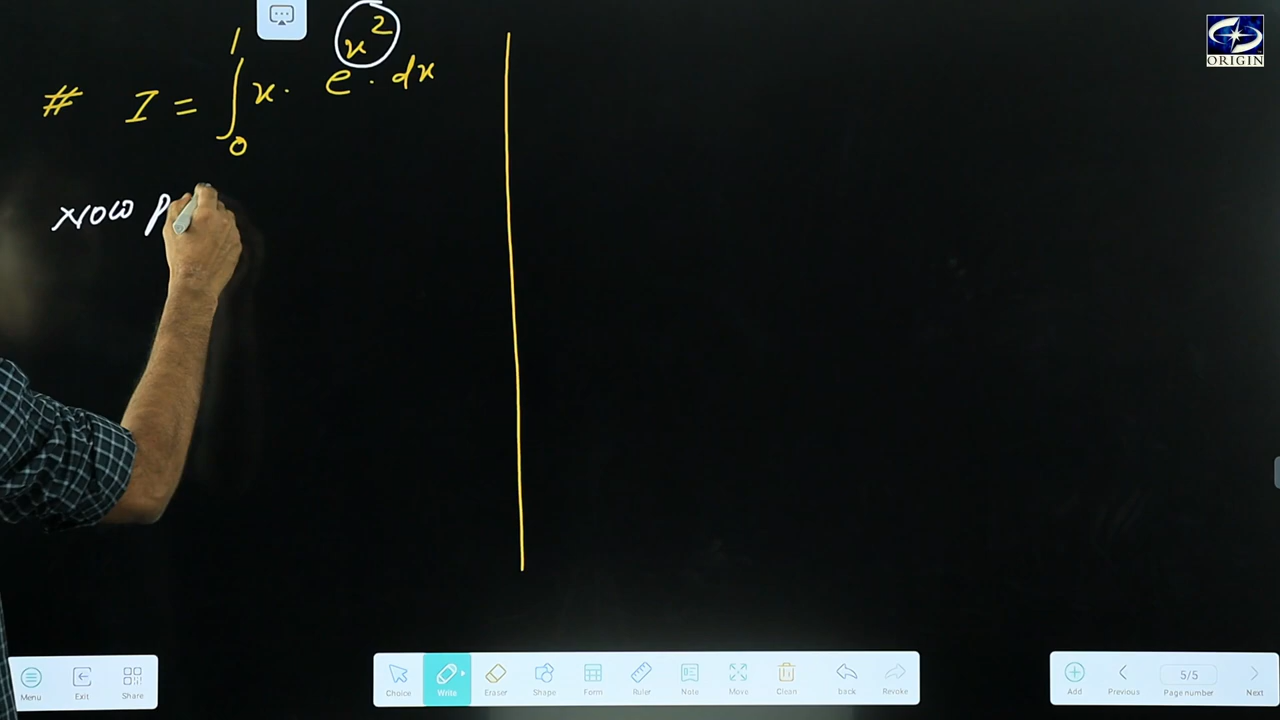 # I = ∫₀¹ x · e^{x²} · dx
Now p
ORIGIN
Menu Exit Share
Choice Write Eraser Shape Form Ruler Note Move Clean back Revoke
Add Previous 5/5 Page number Next